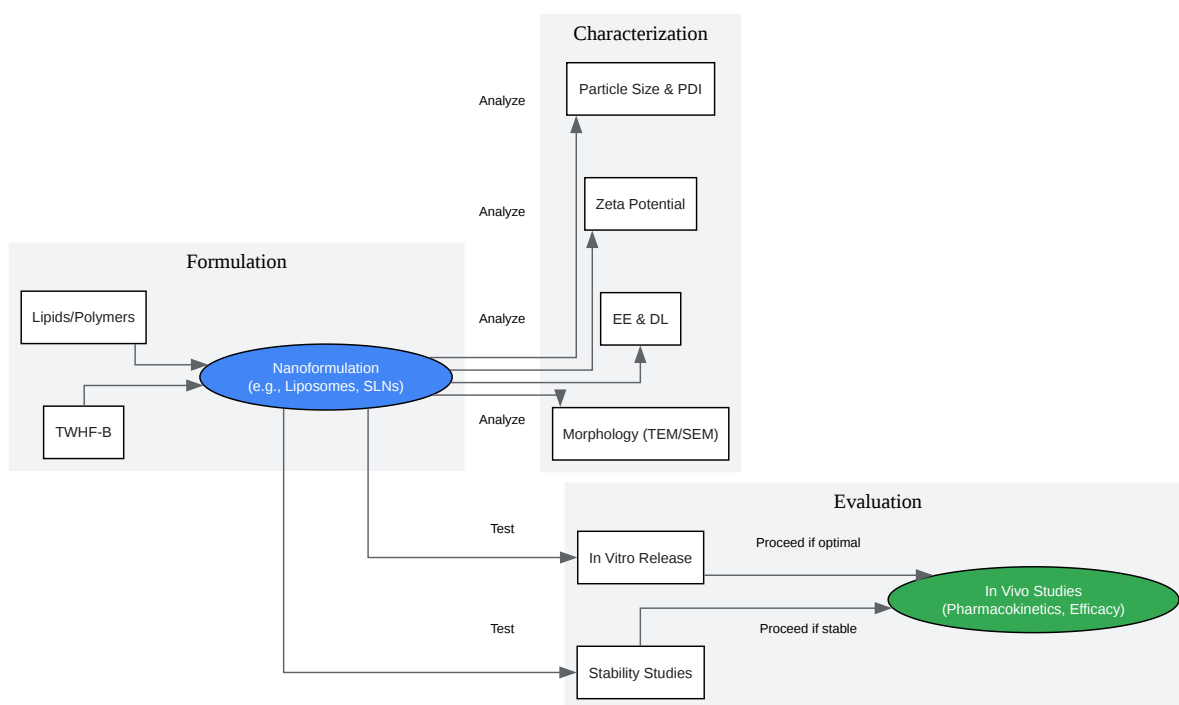 Characterization
Particle Size & PDI
Analyze
Zeta Potential
Analyze
Formulation
Lipids/Polymers
EE & DL
Analyze
Nanoformulation
(e.g., Liposomes, SLNs)
TWHF-B
Analyze
Morphology (TEM/SEM)
Evaluation
Test
In Vitro Release
Proceed if optimal
In Vivo Studies
(Pharmacokinetics, Efficacy)
Test
Proceed if stable
Stability Studies